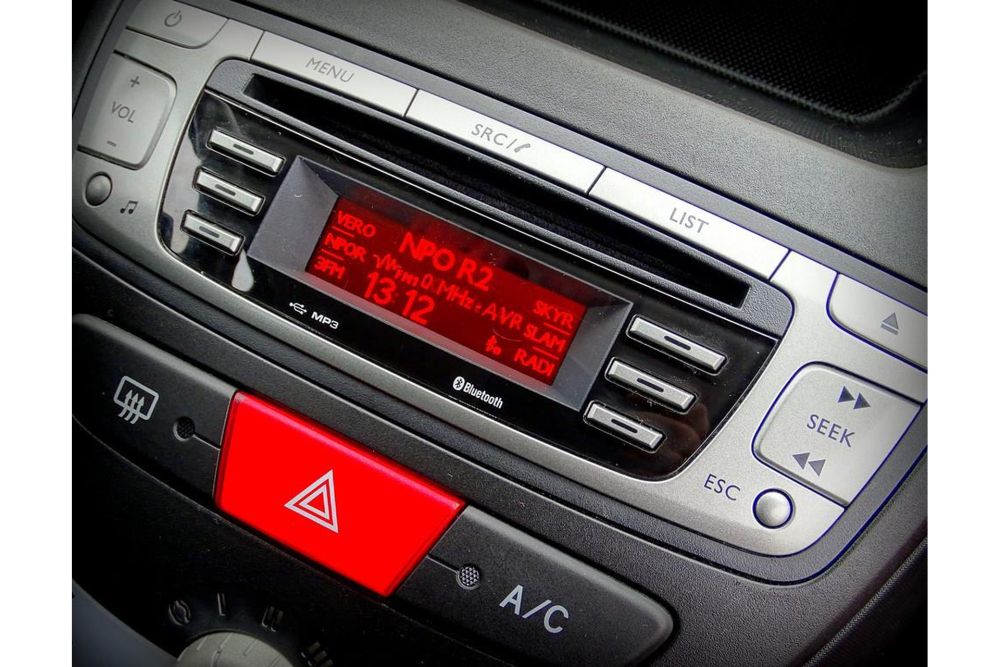 MENU
SRC/
LIST
VOL
VERO
NPO R2
SKYR
NPOR
0.MHz:AVR
SLAM
3FM
13 12
RADI
MP3
Bluetooth
SEEK
ESC
A/C